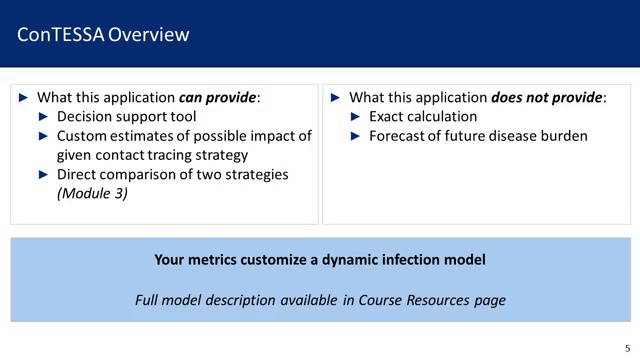 ConTESSA Overview
► What this application can provide:
► Decision support tool
► Custom estimates of possible impact of
given contact tracing strategy
► Direct comparison of two strategies
(Module 3)
► What this application does not provide:
► Exact calculation
► Forecast of future disease burden
Your metrics customize a dynamic infection model
Full model description available in Course Resources page
5